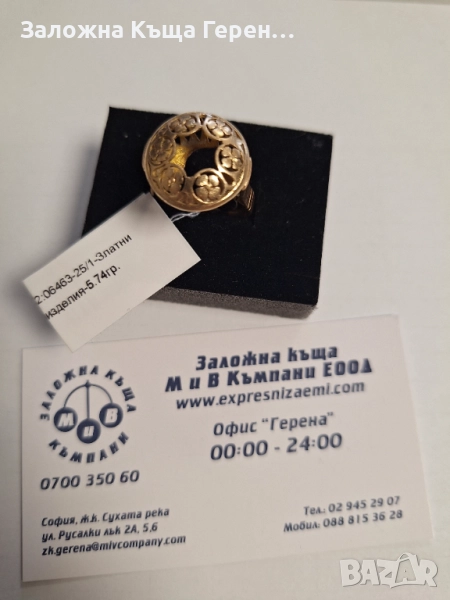 Заложна Къща Герен...
2:06463-25/1-Златни
изделия-5.74гр.
ЗАЛОЖНА КЪЩА
М и В
КЪМПАНИ
0700 350 60
Заложна къща
М и В Къмпани ЕООД
www.expresnizaemi.com
Офис "Герена"
00:00 - 24:00
София, ж.к. Сухата река
ул. Русалки лък 2А, 5,6
zk.gerena@mivcompany.com
Тел.: 02 945 29 07
Мобил: 088 815 36 28
BAZAR.BG